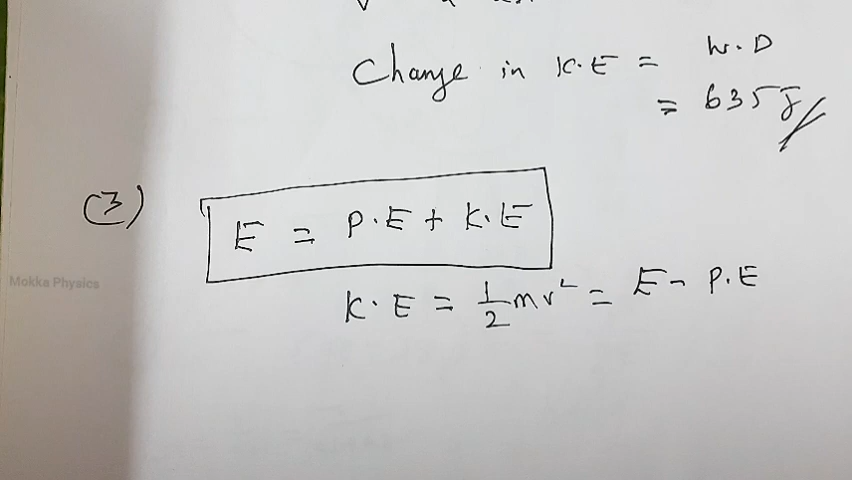 Change in K.E = W.D
= 635 J
(3) E = P.E + K.E
Mokka Physics
K.E = 1/2 mv² = E - P.E